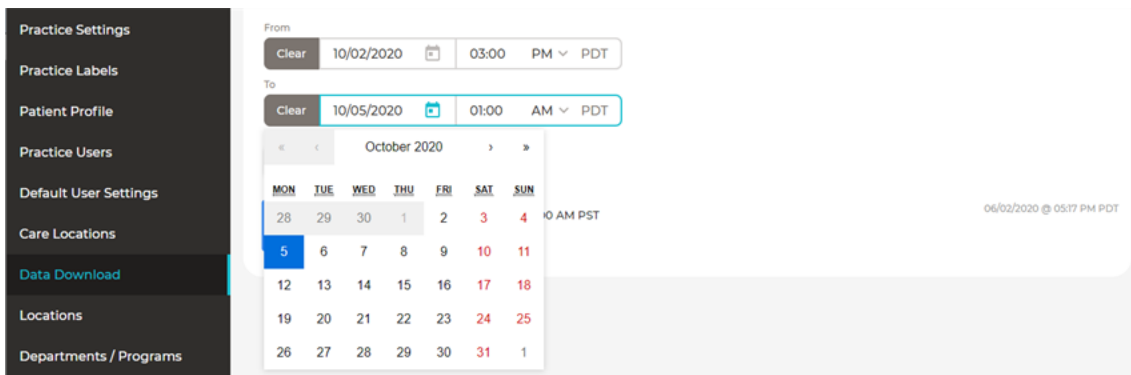 Practice Settings
Practice Labels
Patient Profile
Practice Users
Default User Settings
Care Locations
Data Download
Locations
Departments / Programs
From
Clear 10/02/2020 03:00 PM PDT
To
Clear 10/05/2020 01:00 AM PDT
« ‹ October 2020 › »
MON TUE WED THU FRI SAT SUN
28 29 30 1 2 3 4
5 6 7 8 9 10 11
12 13 14 15 16 17 18
19 20 21 22 23 24 25
26 27 28 29 30 31 1
0 AM PST
06/02/2020 @ 05:17 PM PDT